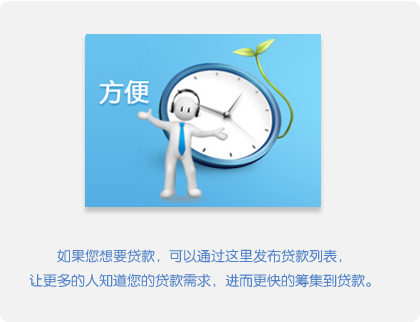 方便
如果您想要贷款，可以通过这里发布贷款列表，
让更多的人知道您的贷款需求，进而更快的筹集到贷款。